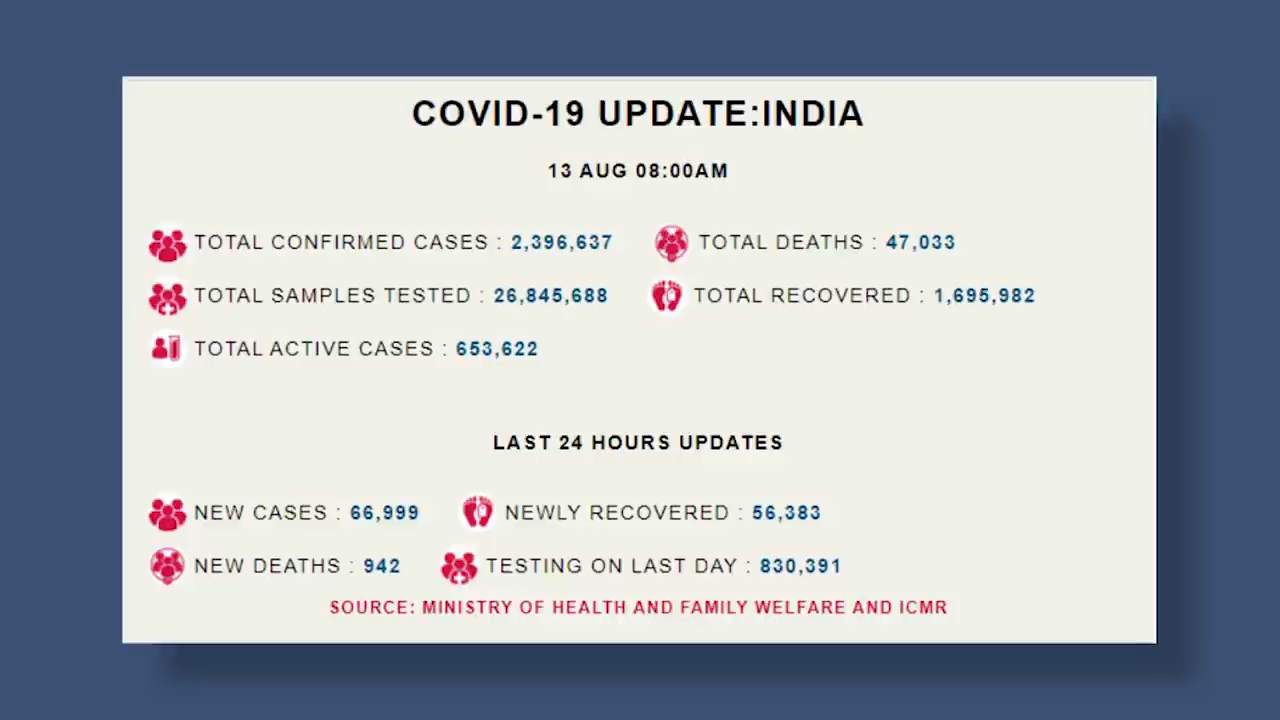 COVID-19 UPDATE:INDIA
13 AUG 08:00AM
TOTAL CONFIRMED CASES : 2,396,637 TOTAL DEATHS : 47,033
TOTAL SAMPLES TESTED : 26,845,688 TOTAL RECOVERED : 1,695,982
TOTAL ACTIVE CASES : 653,622
LAST 24 HOURS UPDATES
NEW CASES : 66,999 NEWLY RECOVERED : 56,383
NEW DEATHS : 942 TESTING ON LAST DAY : 830,391
SOURCE: MINISTRY OF HEALTH AND FAMILY WELFARE AND ICMR